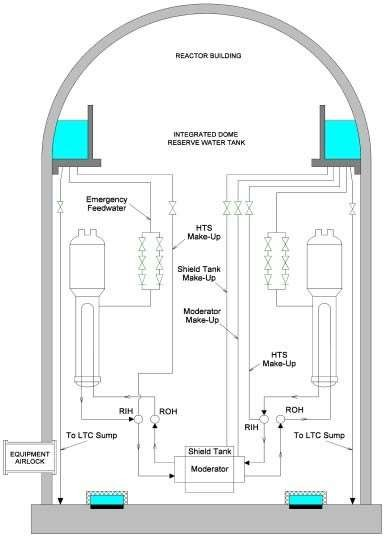 REACTOR BUILDING
INTEGRATED DOME
RESERVE WATER TANK
Emergency
Feedwater
HTS
Make-Up
Shield Tank
Make-Up
Moderator
Make-Up
HTS
Make-Up
RIH
ROH
RIH
ROH
To LTC Sump
To LTC Sump
EQUIPMENT
AIRLOCK
Shield Tank
Moderator